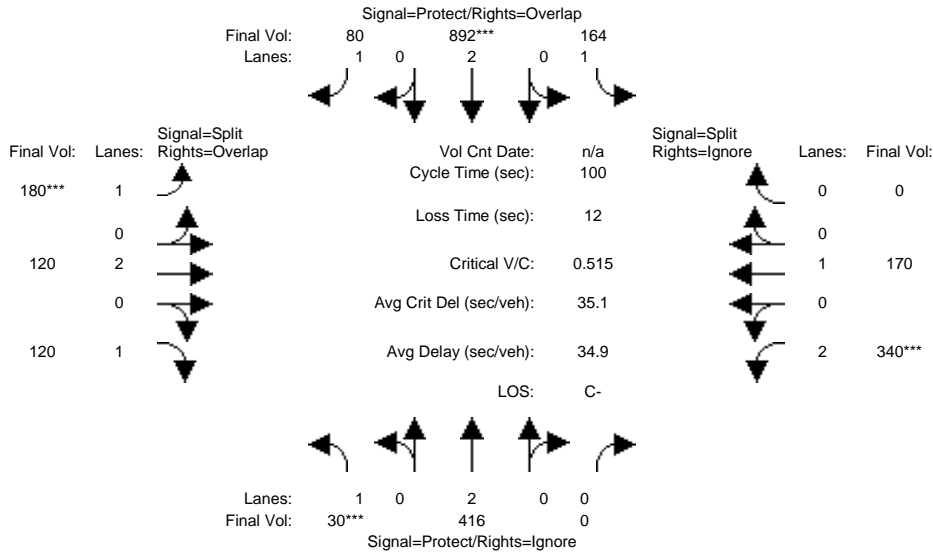 Signal=Protect/Rights=Overlap
Final Vol: 80 892*** 164
Lanes: 1 0 2 0 1
Signal=Split Signal=Split
Final Vol: Lanes: Rights=Overlap Vol Cnt Date: n/a Rights=Ignore Lanes: Final Vol:
Cycle Time (sec): 100
180*** 1 0 0
Loss Time (sec): 12
0 0
120 2 Critical V/C: 0.515 1 170
0 Avg Crit Del (sec/veh): 35.1 0
120 1 Avg Delay (sec/veh): 34.9 2 340***
LOS: C-
Lanes: 1 0 2 0 0
Final Vol: 30*** 416 0
Signal=Protect/Rights=Ignore